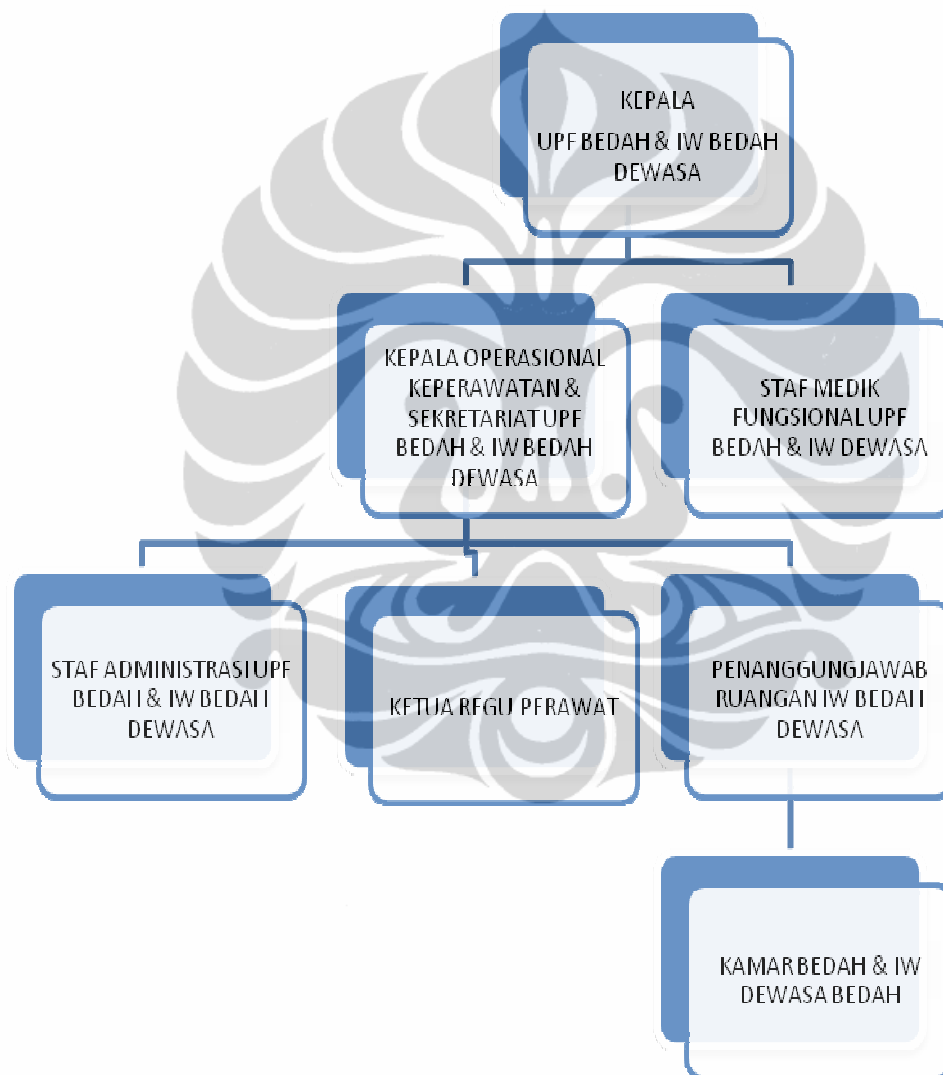 KEPALA
UPF BEDAH & IW BEDAH
DEWASA
KEPALA OPERASIONAL
KEPERAWATAN &
SEKRETARIAT UPF
BEDAH & IW BEDAH
DEWASA
STAF MEDIK
FUNGSIONAL UPF
BEDAH & IW DEWASA
STAF ADMINISTRASI UPF
BEDAH & IW BEDAH
DEWASA
KETUA REGU PERAWAT
PENANGGUNGJAWAB
RUANGAN IW BEDAH
DEWASA
KAMAR BEDAH & IW
DEWASA BEDAH